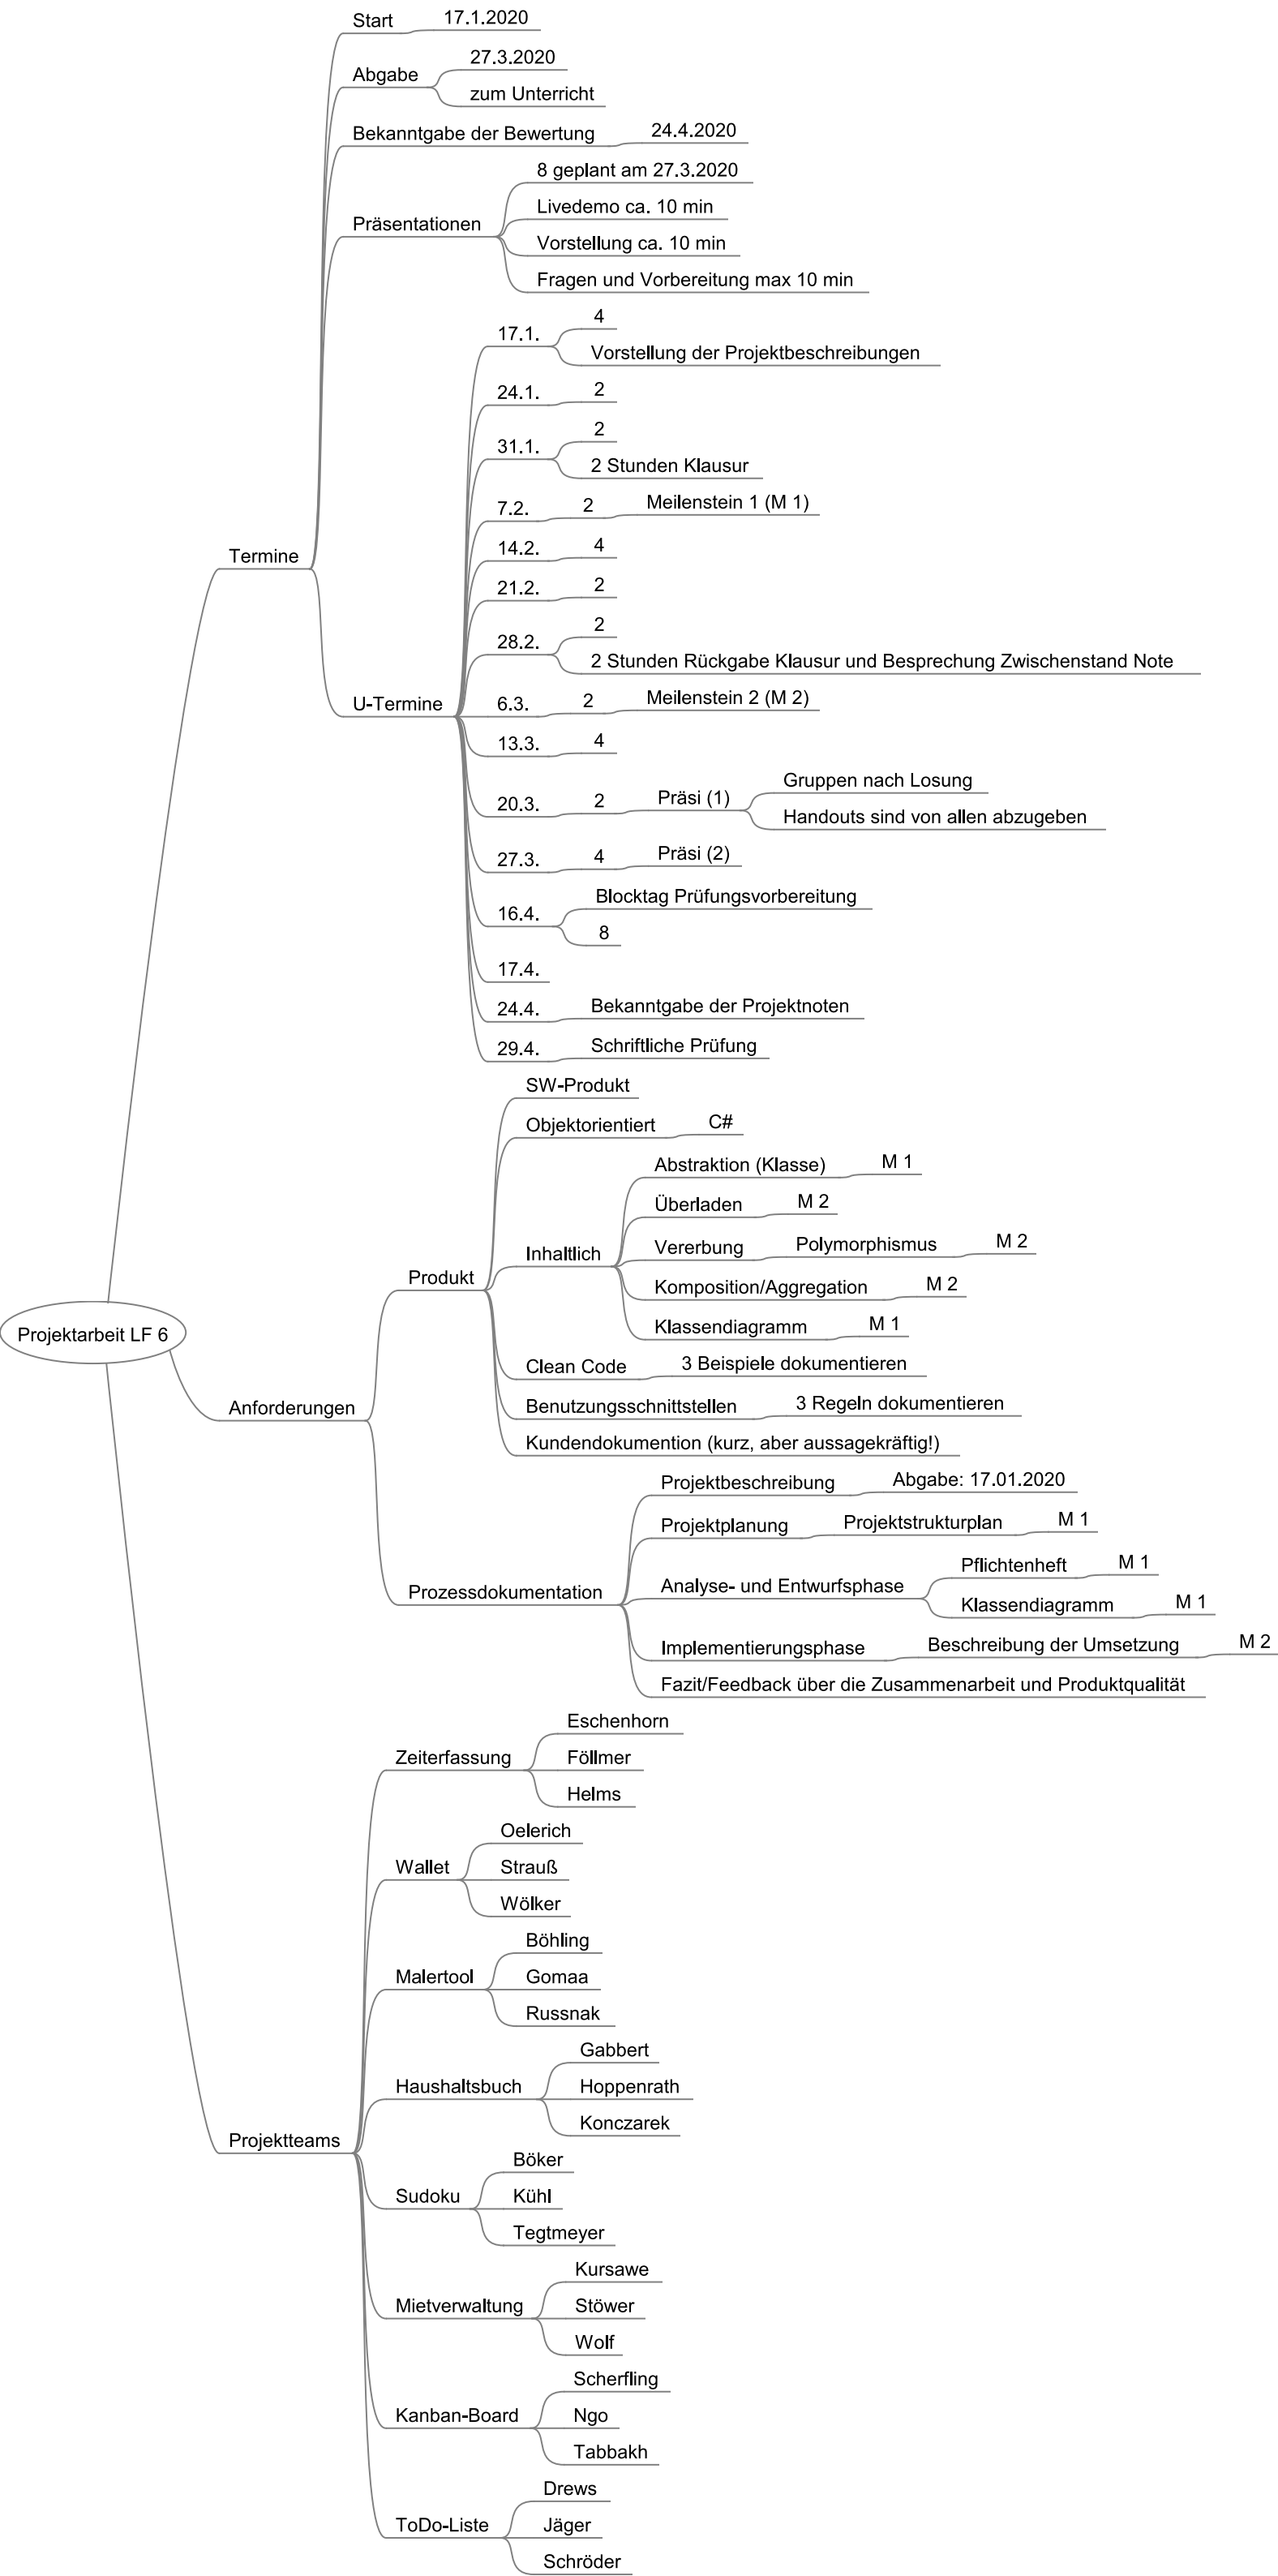 Projektarbeit LF 6
Termine
Start
17.1.2020
Abgabe
27.3.2020
zum Unterricht
Bekanntgabe der Bewertung
24.4.2020
Präsentationen
8 geplant am 27.3.2020
Livedemo ca. 10 min
Vorstellung ca. 10 min
Fragen und Vorbereitung max 10 min
U-Termine
17.1.
4
Vorstellung der Projektbeschreibungen
24.1.
2
31.1.
2
2 Stunden Klausur
7.2.
2
Meilenstein 1 (M 1)
14.2.
4
21.2.
2
28.2.
2
2 Stunden Rückgabe Klausur und Besprechung Zwischenstand Note
6.3.
2
Meilenstein 2 (M 2)
13.3.
4
20.3.
2
Präsi (1)
Gruppen nach Losung
Handouts sind von allen abzugeben
27.3.
4
Präsi (2)
16.4.
Blocktag Prüfungsvorbereitung
8
17.4.
24.4.
Bekanntgabe der Projektnoten
29.4.
Schriftliche Prüfung
Anforderungen
Produkt
SW-Produkt
Objektorientiert
C#
Inhaltlich
Abstraktion (Klasse)
M 1
Überladen
M 2
Vererbung
Polymorphismus
M 2
Komposition/Aggregation
M 2
Klassendiagramm
M 1
Clean Code
3 Beispiele dokumentieren
Benutzungsschnittstellen
3 Regeln dokumentieren
Kundendokumention (kurz, aber aussagekräftig!)
Prozessdokumentation
Projektbeschreibung
Abgabe: 17.01.2020
Projektplanung
Projektstrukturplan
M 1
Analyse- und Entwurfsphase
Pflichtenheft
M 1
Klassendiagramm
M 1
Implementierungsphase
Beschreibung der Umsetzung
M 2
Fazit/Feedback über die Zusammenarbeit und Produktqualität
Projektteams
Zeiterfassung
Eschenhorn
Föllmer
Helms
Wallet
Oelerich
Strauß
Wölker
Malertool
Böhling
Gomaa
Russnak
Haushaltsbuch
Gabbert
Hoppenrath
Konczarek
Sudoku
Böker
Kühl
Tegtmeyer
Mietverwaltung
Kursawe
Stöwer
Wolf
Kanban-Board
Scherfling
Ngo
Tabbakh
ToDo-Liste
Drews
Jäger
Schröder